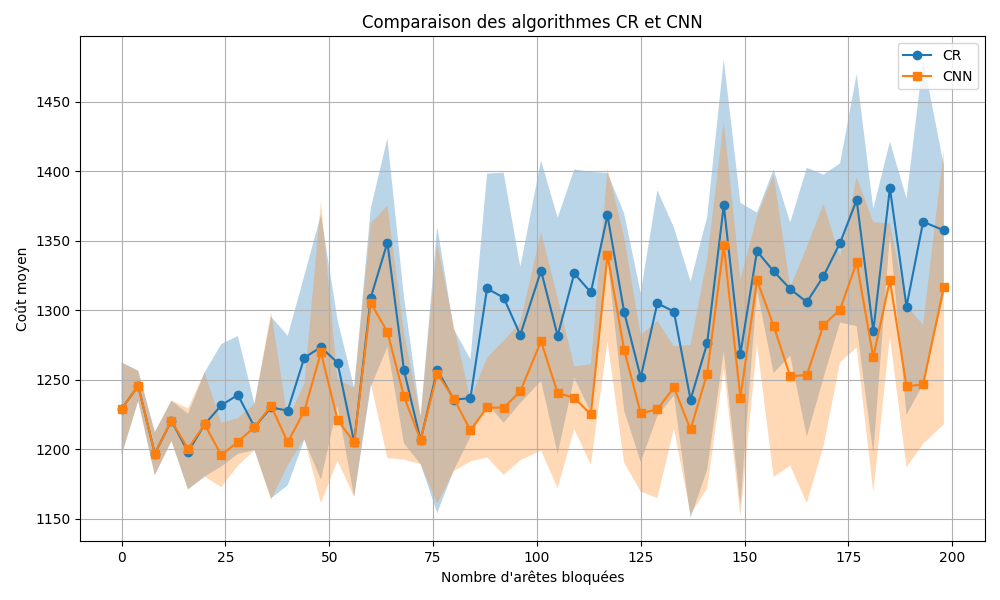 Comparaison des algorithmes CR et CNN
CR
CNN
Coût moyen
1450
1400
1350
1300
1250
1200
1150
0 25 50 75 100 125 150 175 200
Nombre d'arêtes bloquées